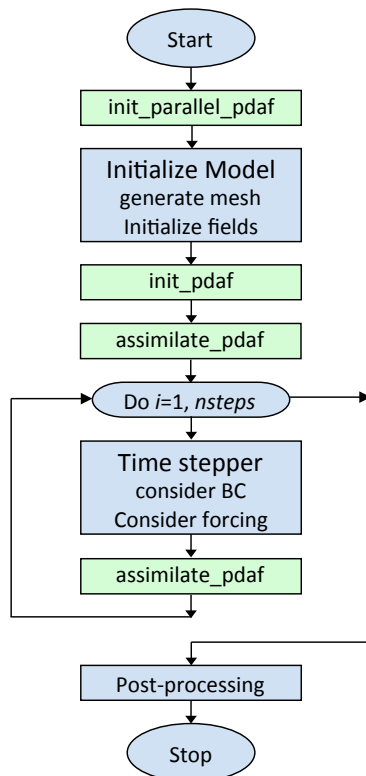 Start
init_parallel_pdaf
Initialize Model
generate mesh
Initialize fields
init_pdaf
assimilate_pdaf
Do i=1, nsteps
Time stepper
consider BC
Consider forcing
assimilate_pdaf
Post-processing
Stop